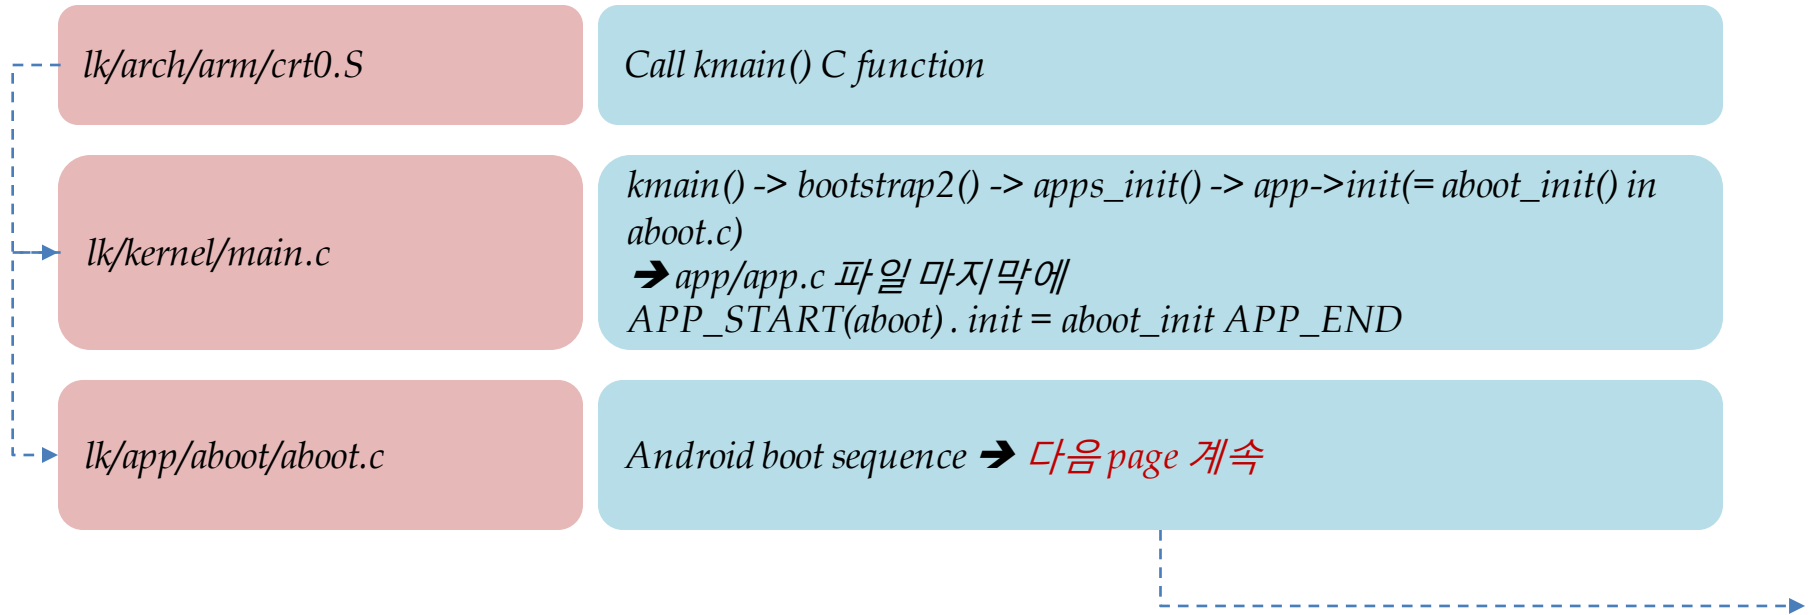 lk/arch/arm/crt0.S
Call kmain() C function
lk/kernel/main.c
kmain() -> bootstrap2() -> apps_init() -> app->init(= aboot_init() in
aboot.c)
➔ app/app.c 파일 마지막에
APP_START(aboot) . init = aboot_init APP_END
lk/app/aboot/aboot.c
Android boot sequence ➔ 다음 page 계속